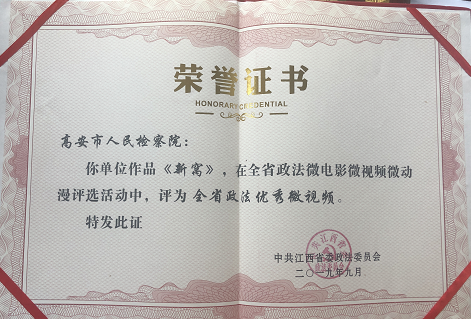 荣誉证书
HONORARY CREDENTIAL
高安市人民检察院：
你单位作品《新窝》，在全省政法微电影微视频微动
漫评选活动中，评为 全省政法优秀微视频。
特发此证
中共江西省委政法委员会
二〇一九年九月